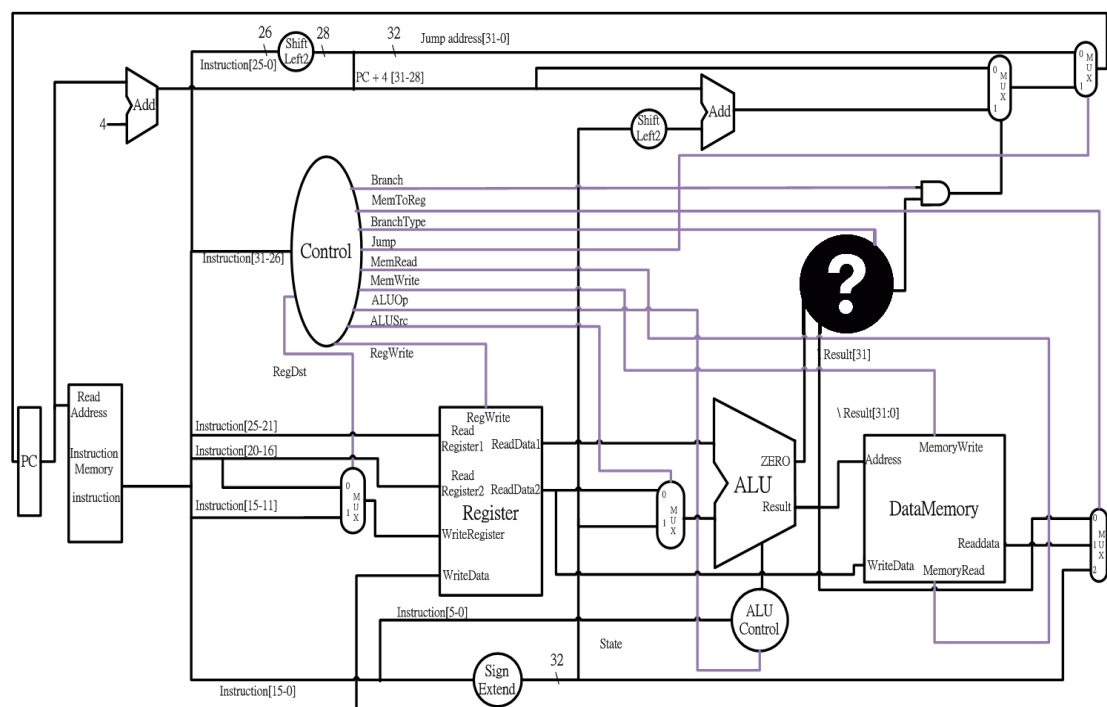 26
28
32
Shift
Left2
Jump address[31-0]
Instruction[25-0]
PC + 4 [31-28]
0
M
U
X
1
0
M
U
X
1
Add
4
Add
Shift
Left2
Branch
MemToReg
BranchType
Jump
MemRead
MemWrite
ALUOp
ALUSrc
RegWrite
RegDst
Control
Instruction[31-26]
?
\ Result[31]
\ Result[31:0]
PC
Read
Address
Instruction
Memory
instruction
Instruction[25-21]
Instruction[20-16]
Instruction[15-11]
0
M
U
X
1
RegWrite
Read
Register1
ReadData1
Read
Register2
ReadData2
Register
WriteRegister
WriteData
0
M
U
X
1
ZERO
ALU
Result
MemoryWrite
Address
DataMemory
Readdata
WriteData
MemoryRead
0
M
1
U
X
2
Instruction[5-0]
ALU
Control
State
Sign
Extend
32
Instruction[15-0]